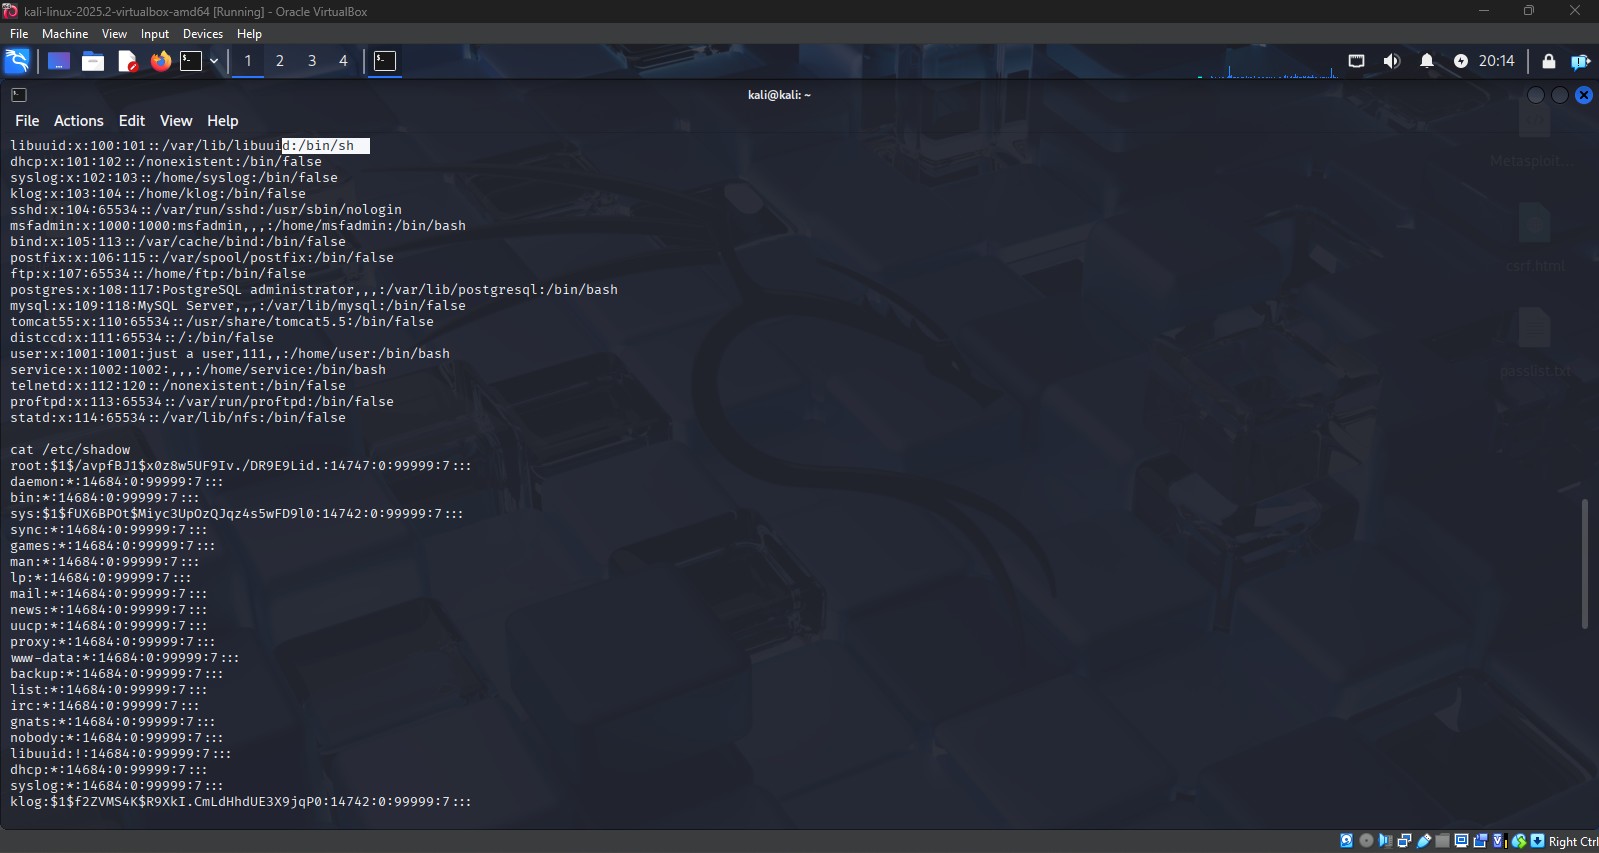 kali-linux-2025.2-virtualbox-amd64 [Running] - Oracle VirtualBox
File Machine View Input Devices Help
1 2 3 4 20:14
kali@kali: ~
File Actions Edit View Help
libuuid:x:100:101::/var/lib/libuuid:/bin/sh
dhcp:x:101:102::/nonexistent:/bin/false
syslog:x:102:103::/home/syslog:/bin/false
klog:x:103:104::/home/klog:/bin/false
sshd:x:104:65534::/var/run/sshd:/usr/sbin/nologin
msfadmin:x:1000:1000:msfadmin,,,:/home/msfadmin:/bin/bash
bind:x:105:113::/var/cache/bind:/bin/false
postfix:x:106:115::/var/spool/postfix:/bin/false
ftp:x:107:65534::/home/ftp:/bin/false
postgres:x:108:117:PostgreSQL administrator,,,:/var/lib/postgresql:/bin/bash
mysql:x:109:118:MySQL Server,,,:/var/lib/mysql:/bin/false
tomcat55:x:110:65534::/usr/share/tomcat5.5:/bin/false
distccd:x:111:65534::/:/bin/false
user:x:1001:1001:just a user,111,,:/home/user:/bin/bash
service:x:1002:1002:,,,:/home/service:/bin/bash
telnetd:x:112:120::/nonexistent:/bin/false
proftpd:x:113:65534::/var/run/proftpd:/bin/false
statd:x:114:65534::/var/lib/nfs:/bin/false
cat /etc/shadow
root:$1$/avpfBJ1$x0z8w5UF9Iv./DR9E9Lid.:14747:0:99999:7:::
daemon:*:14684:0:99999:7:::
bin:*:14684:0:99999:7:::
sys:$1$fUX6BPOt$Miyc3UpOzQJqz4s5wFD9l0:14742:0:99999:7:::
sync:*:14684:0:99999:7:::
games:*:14684:0:99999:7:::
man:*:14684:0:99999:7:::
lp:*:14684:0:99999:7:::
mail:*:14684:0:99999:7:::
news:*:14684:0:99999:7:::
uucp:*:14684:0:99999:7:::
proxy:*:14684:0:99999:7:::
www-data:*:14684:0:99999:7:::
backup:*:14684:0:99999:7:::
list:*:14684:0:99999:7:::
irc:*:14684:0:99999:7:::
gnats:*:14684:0:99999:7:::
nobody:*:14684:0:99999:7:::
libuuid:!:14684:0:99999:7:::
dhcp:*:14684:0:99999:7:::
syslog:*:14684:0:99999:7:::
klog:$1$f2ZVMS4K$R9XkI.CmLdHhdUE3X9jqP0:14742:0:99999:7:::
Metasploit...
csrf.html
passlist.txt
Right Ctrl